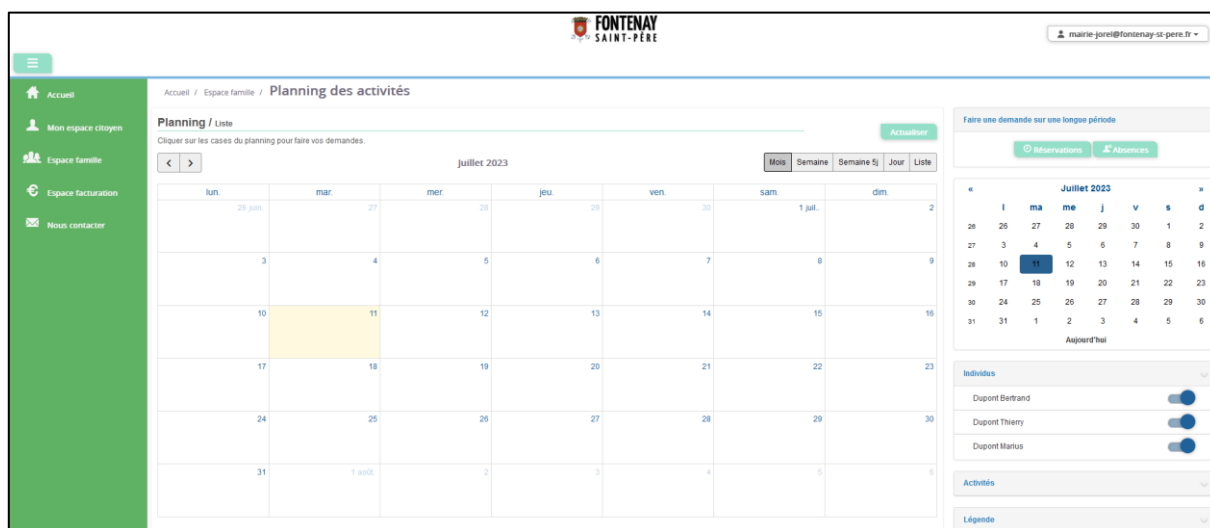 FONTENAY
SAINT-PÉRE
mairie-jorel@fontenay-st-pere.fr
Accueil
Mon espace citoyen
Espace famille
Espace facturation
Nous contacter
Accueil / Espace famille / Planning des activités
Planning / Liste
Actualiser
Cliquer sur les cases du planning pour faire vos demandes.
< > Juillet 2023 Mois Semaine Semaine 5j Jour Liste
lun. mar. mer. jeu. ven. sam. dim.
26 juin. 27 28 29 30 1 juil.. 2
3 4 5 6 7 8 9
10 11 12 13 14 15 16
17 18 19 20 21 22 23
24 25 26 27 28 29 30
31 1 août. 2 3 4 5 6
Faire une demande sur une longue période
Réservations Absences
« Juillet 2023 »
l ma me j v s d
26 26 27 28 29 30 1 2
27 3 4 5 6 7 8 9
28 10 11 12 13 14 15 16
29 17 18 19 20 21 22 23
30 24 25 26 27 28 29 30
31 31 1 2 3 4 5 6
Aujourd'hui
Individus
Dupont Bertrand
Dupont Thierry
Dupont Marius
Activités
Légende